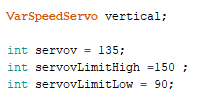 VarSpeedServo vertical;
int servov = 135;
int servovLimitHigh =150 ;
int servovLimitLow = 90;